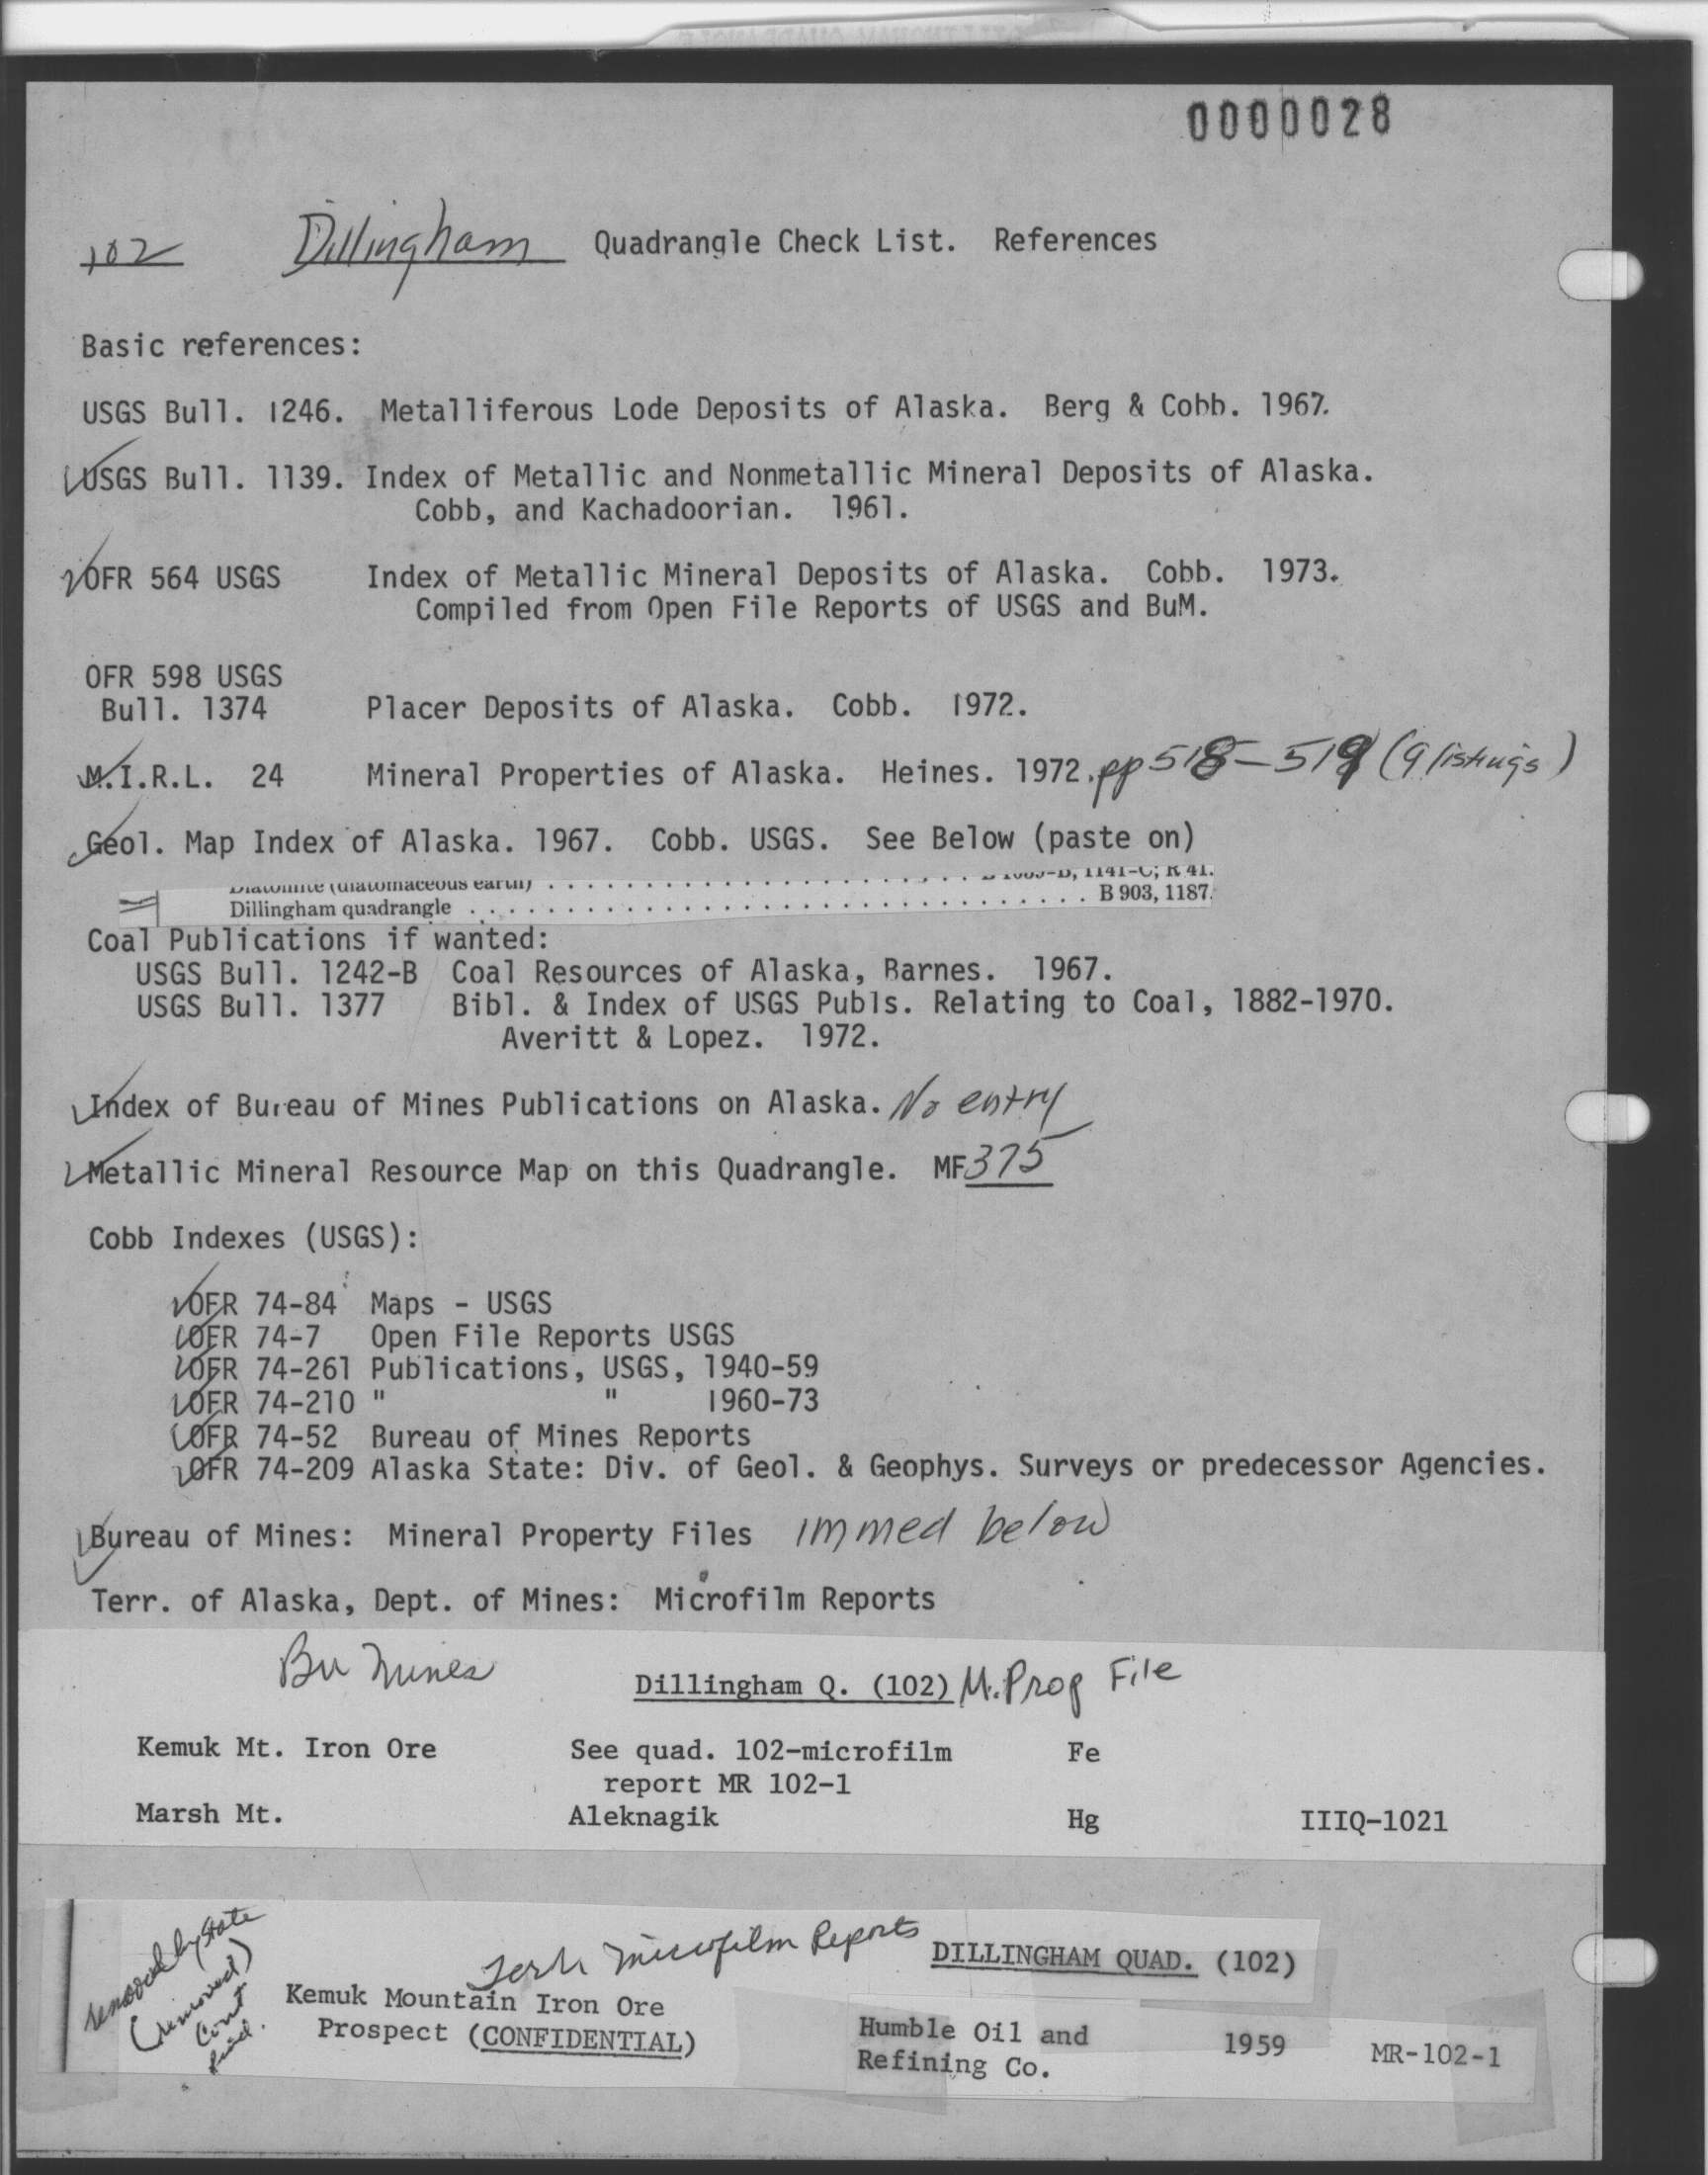 0000028
102 Dillingham Quadrangle Check List. References
Basic references:
USGS Bull. 1246. Metalliferous Lode Deposits of Alaska. Berg & Cobb. 1967.
USGS Bull. 1139. Index of Metallic and Nonmetallic Mineral Deposits of Alaska.
Cobb, and Kachadoorian. 1961.
OFR 564 USGS Index of Metallic Mineral Deposits of Alaska. Cobb. 1973.
Compiled from Open File Reports of USGS and BuM.
OFR 598 USGS
Bull. 1374 Placer Deposits of Alaska. Cobb. 1972.
M.I.R.L. 24 Mineral Properties of Alaska. Heines. 1972. pp 518-519 (9 listings)
Geol. Map Index of Alaska. 1967. Cobb. USGS. See Below (paste on)
Diatomite (diatomaceous earth) . . . 1141-C; R 41.
Dillingham quadrangle . . . B 903, 1187.
Coal Publications if wanted:
USGS Bull. 1242-B Coal Resources of Alaska, Barnes. 1967.
USGS Bull. 1377 Bibl. & Index of USGS Publs. Relating to Coal, 1882-1970.
Averitt & Lopez. 1972.
Index of Bureau of Mines Publications on Alaska. No entry
Metallic Mineral Resource Map on this Quadrangle. MF 375
Cobb Indexes (USGS):
OFR 74-84 Maps - USGS
OFR 74-7 Open File Reports USGS
OFR 74-261 Publications, USGS, 1940-59
OFR 74-210 " " 1960-73
OFR 74-52 Bureau of Mines Reports
OFR 74-209 Alaska State: Div. of Geol. & Geophys. Surveys or predecessor Agencies.
Bureau of Mines: Mineral Property Files immed below
Terr. of Alaska, Dept. of Mines: Microfilm Reports
Bu Mines Dillingham Q. (102) M. Prop File
Kemuk Mt. Iron Ore See quad. 102-microfilm Fe
report MR 102-1
Marsh Mt. Aleknagik Hg IIIQ-1021
removed by State
(removed)
Microfilm Reports DILLINGHAM QUAD. (102)
Kemuk Mountain Iron Ore
Prospect (CONFIDENTIAL)
Humble Oil and 1959 MR-102-1
Refining Co.